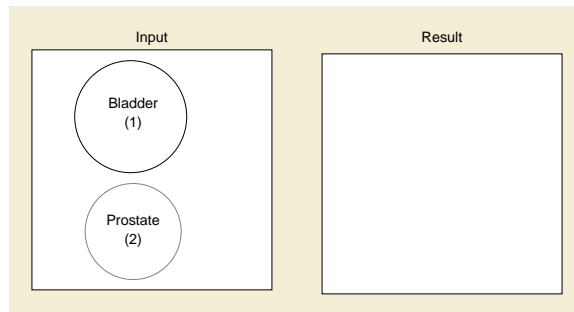 Input
Result
Bladder
(1)
Prostate
(2)